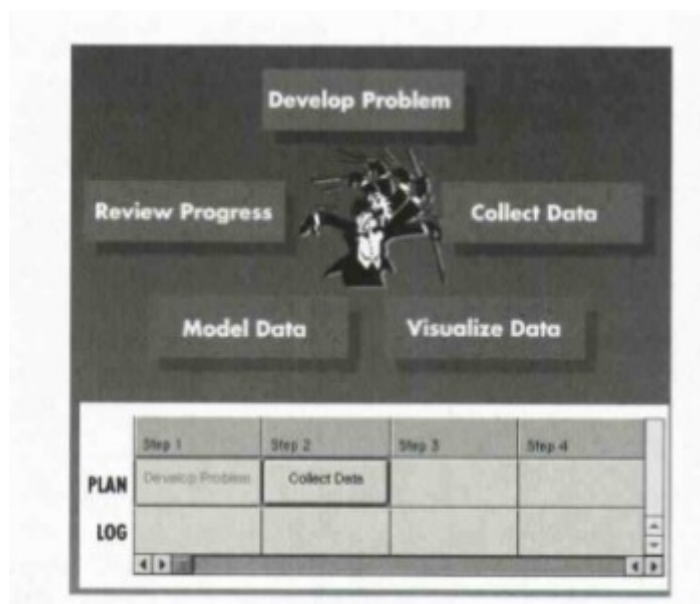 Develop Problem
Review Progress
Collect Data
Model Data
Visualize Data
Step 1 Step 2 Step 3 Step 4
PLAN Develop Problem Collect Data
LOG